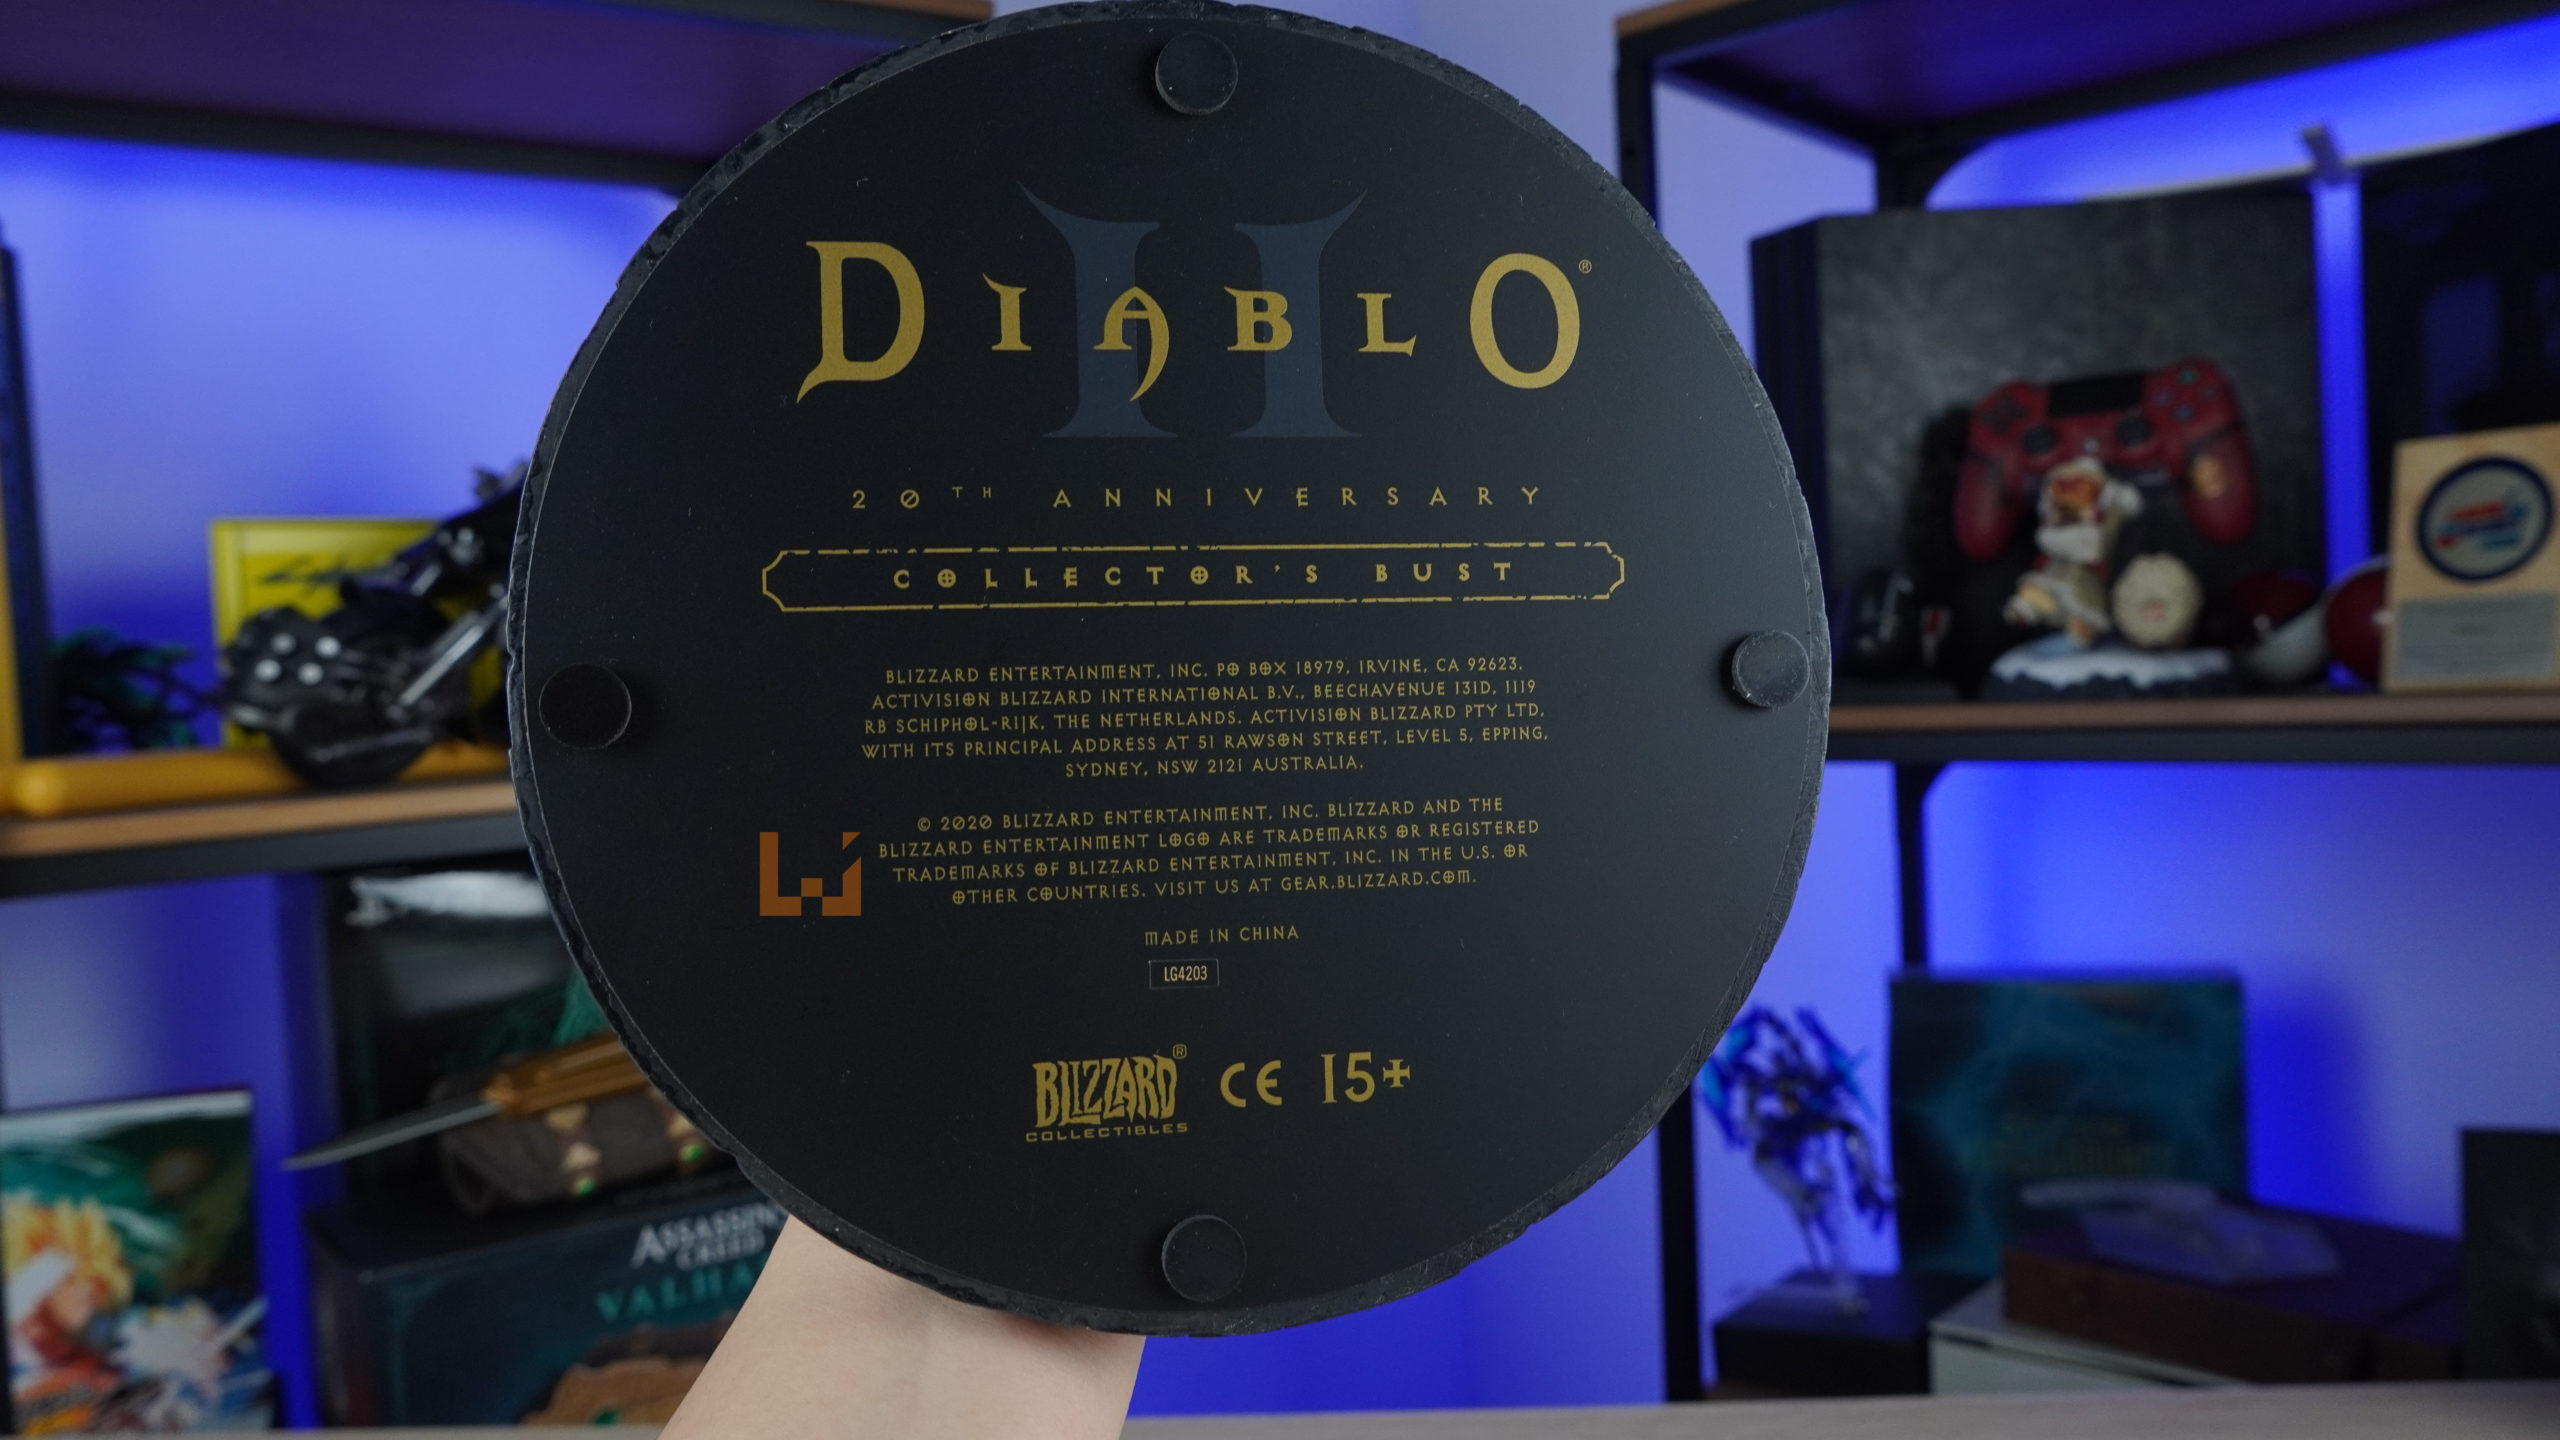 DIABLO®
II
20TH ANNIVERSARY
COLLECTOR'S BUST
BLIZZARD ENTERTAINMENT, INC. PO BOX 18979, IRVINE, CA 92623.
ACTIVISION BLIZZARD INTERNATIONAL B.V., BEECHAVENUE 131D, 1119
RB SCHIPHOL-RIJK, THE NETHERLANDS. ACTIVISION BLIZZARD PTY LTD,
WITH ITS PRINCIPAL ADDRESS AT 51 RAWSON STREET, LEVEL 5, EPPING,
SYDNEY, NSW 2121 AUSTRALIA.
© 2020 BLIZZARD ENTERTAINMENT, INC. BLIZZARD AND THE
BLIZZARD ENTERTAINMENT LOGO ARE TRADEMARKS OR REGISTERED
TRADEMARKS OF BLIZZARD ENTERTAINMENT, INC. IN THE U.S. OR
OTHER COUNTRIES. VISIT US AT GEAR.BLIZZARD.COM.
MADE IN CHINA
LG4203
BLIZZARD®
COLLECTIBLES
CE 15+
ASSASSIN
CREED
VALHA